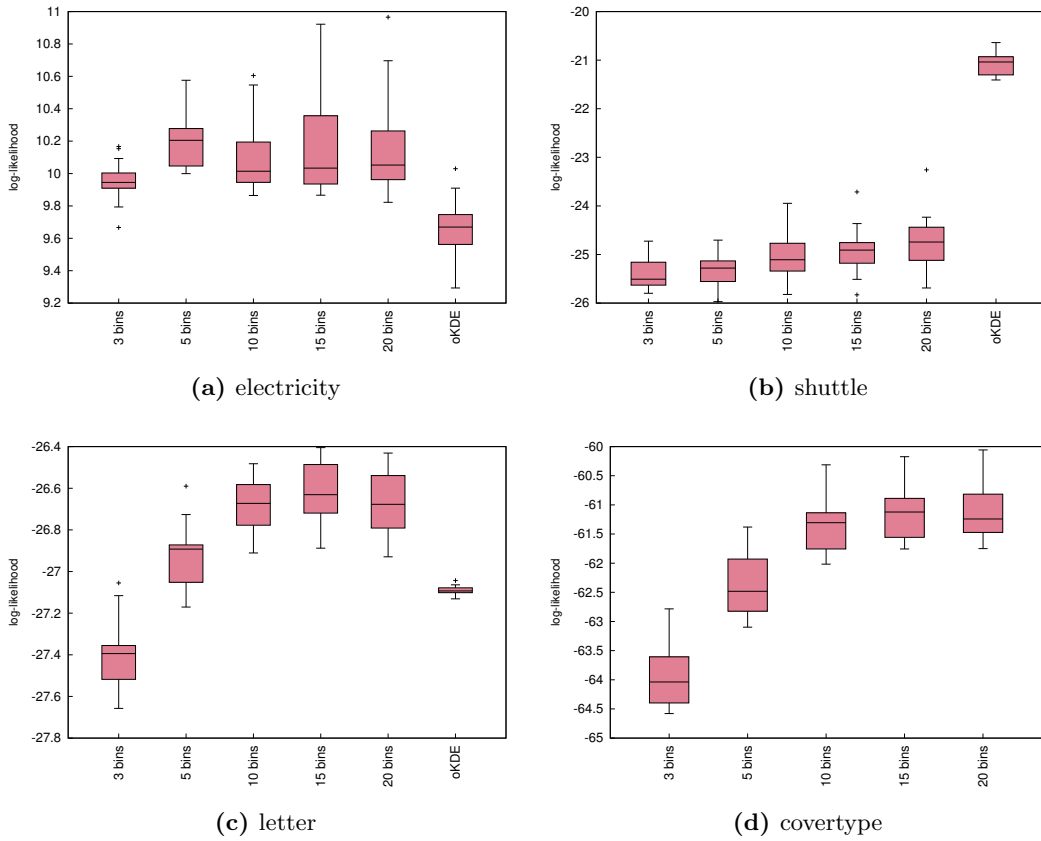 11
10.8
10.6
10.4
10.2
10
9.8
9.6
9.4
9.2
log-likelihood
3 bins
5 bins
10 bins
15 bins
20 bins
oKDE
(a) electricity
-20
-21
-22
-23
-24
-25
-26
log-likelihood
3 bins
5 bins
10 bins
15 bins
20 bins
oKDE
(b) shuttle
-26.4
-26.6
-26.8
-27
-27.2
-27.4
-27.6
-27.8
log-likelihood
3 bins
5 bins
10 bins
15 bins
20 bins
oKDE
(c) letter
-60
-60.5
-61
-61.5
-62
-62.5
-63
-63.5
-64
-64.5
-65
log-likelihood
3 bins
5 bins
10 bins
15 bins
20 bins
(d) covertype